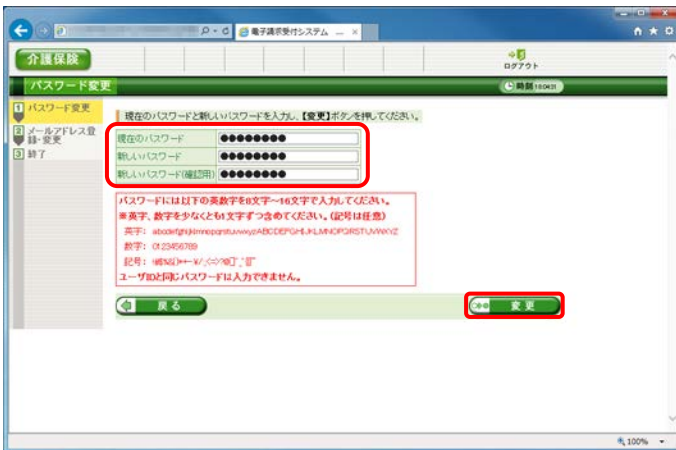 電子請求受付システム
介護保険
ログアウト
パスワード変更
時刻
1 パスワード変更
2 メールアドレス登録・変更
3 終了
現在のパスワードと新しいパスワードを入力し、【変更】ボタンを押してください。
現在のパスワード ●●●●●●●●
新しいパスワード ●●●●●●●●
新しいパスワード(確認用) ●●●●●●●●
パスワードには以下の英数字を8文字～16文字で入力してください。
※英字、数字を少なくとも1文字ずつ含めてください。(記号は任意)
英字: abcdefghijklmnopqrstuvwxyzABCDEFGHIJKLMNOPQRSTUVWXYZ
数字: 0123456789
記号:
ユーザIDと同じパスワードは入力できません。
戻る
変更
100%